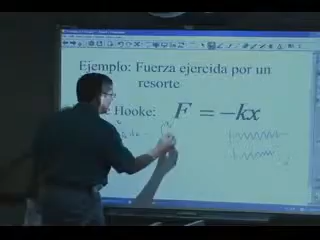 Ejemplo: Fuerza ejercida por un
resorte
Hooke: F = -kx